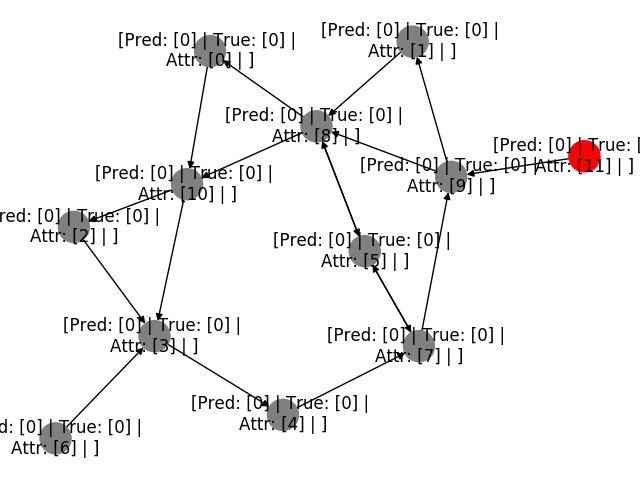 [Pred: [0] | True: [0] |
Attr: [1] | ]
[Pred: [0] | True: [0] |
Attr: [0] | ]
[Pred: [0] | True: [0] |
Attr: [8] | ]
[Pred: [0] | True: [
Attr: [11] | ]
[Pred: [0] | True: [0] |
Attr: [9] | ]
[Pred: [0] | True: [0] |
Attr: [10] | ]
red: [0] | True: [0] |
Attr: [2] | ]
[Pred: [0] | True: [0] |
Attr: [5] | ]
[Pred: [0] | True: [0] |
Attr: [3] | ]
[Pred: [0] | True: [0] |
Attr: [7] | ]
[Pred: [0] | True: [0] |
Attr: [4] | ]
d: [0] | True: [0] |
Attr: [6] | ]